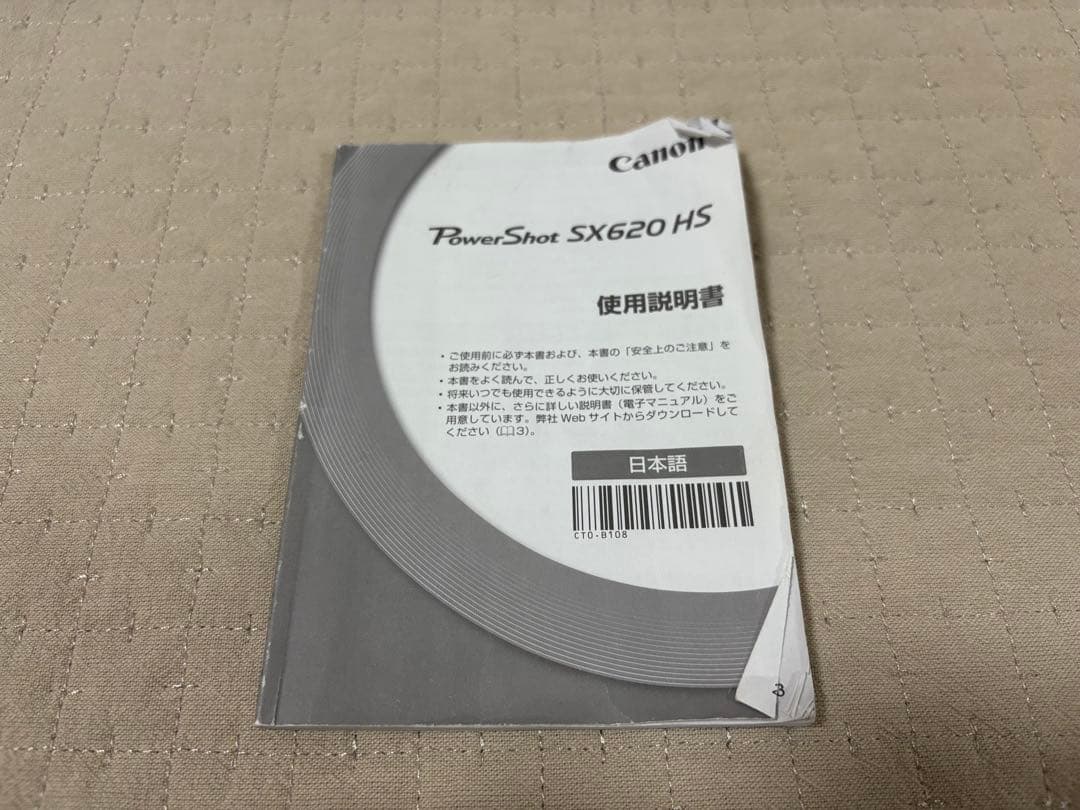 Canon
PowerShot SX620 HS
使用説明書
・ご使用前に必ず本書および、本書の「安全上のご注意」を
お読みください。
・本書をよく読んで、正しくお使いください。
・将来いつでも使用できるように大切に保管してください。
・本書以外に、さらに詳しい説明書（電子マニュアル）をご
用意しています。弊社 Web サイトからダウンロードして
ください（📖3）。
日本語
CT0-B108
3